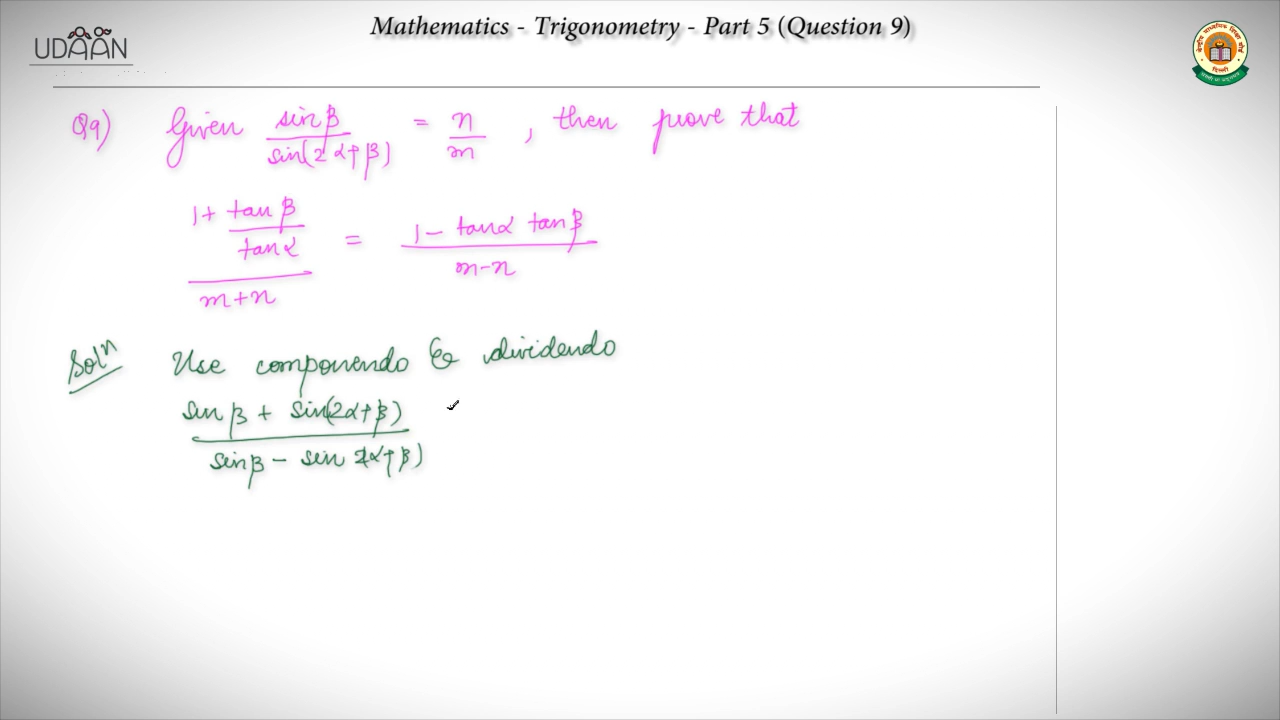 Mathematics - Trigonometry - Part 5 (Question 9)
UDAAN
Q9) Given sinβ / sin(2α+β) = n/m , then prove that
1 + tanβ/tanα / m+n = 1 - tanα tanβ / m-n
Solⁿ Use componendo & dividendo
sinβ + sin(2α+β)
sinβ - sin 2α+β)